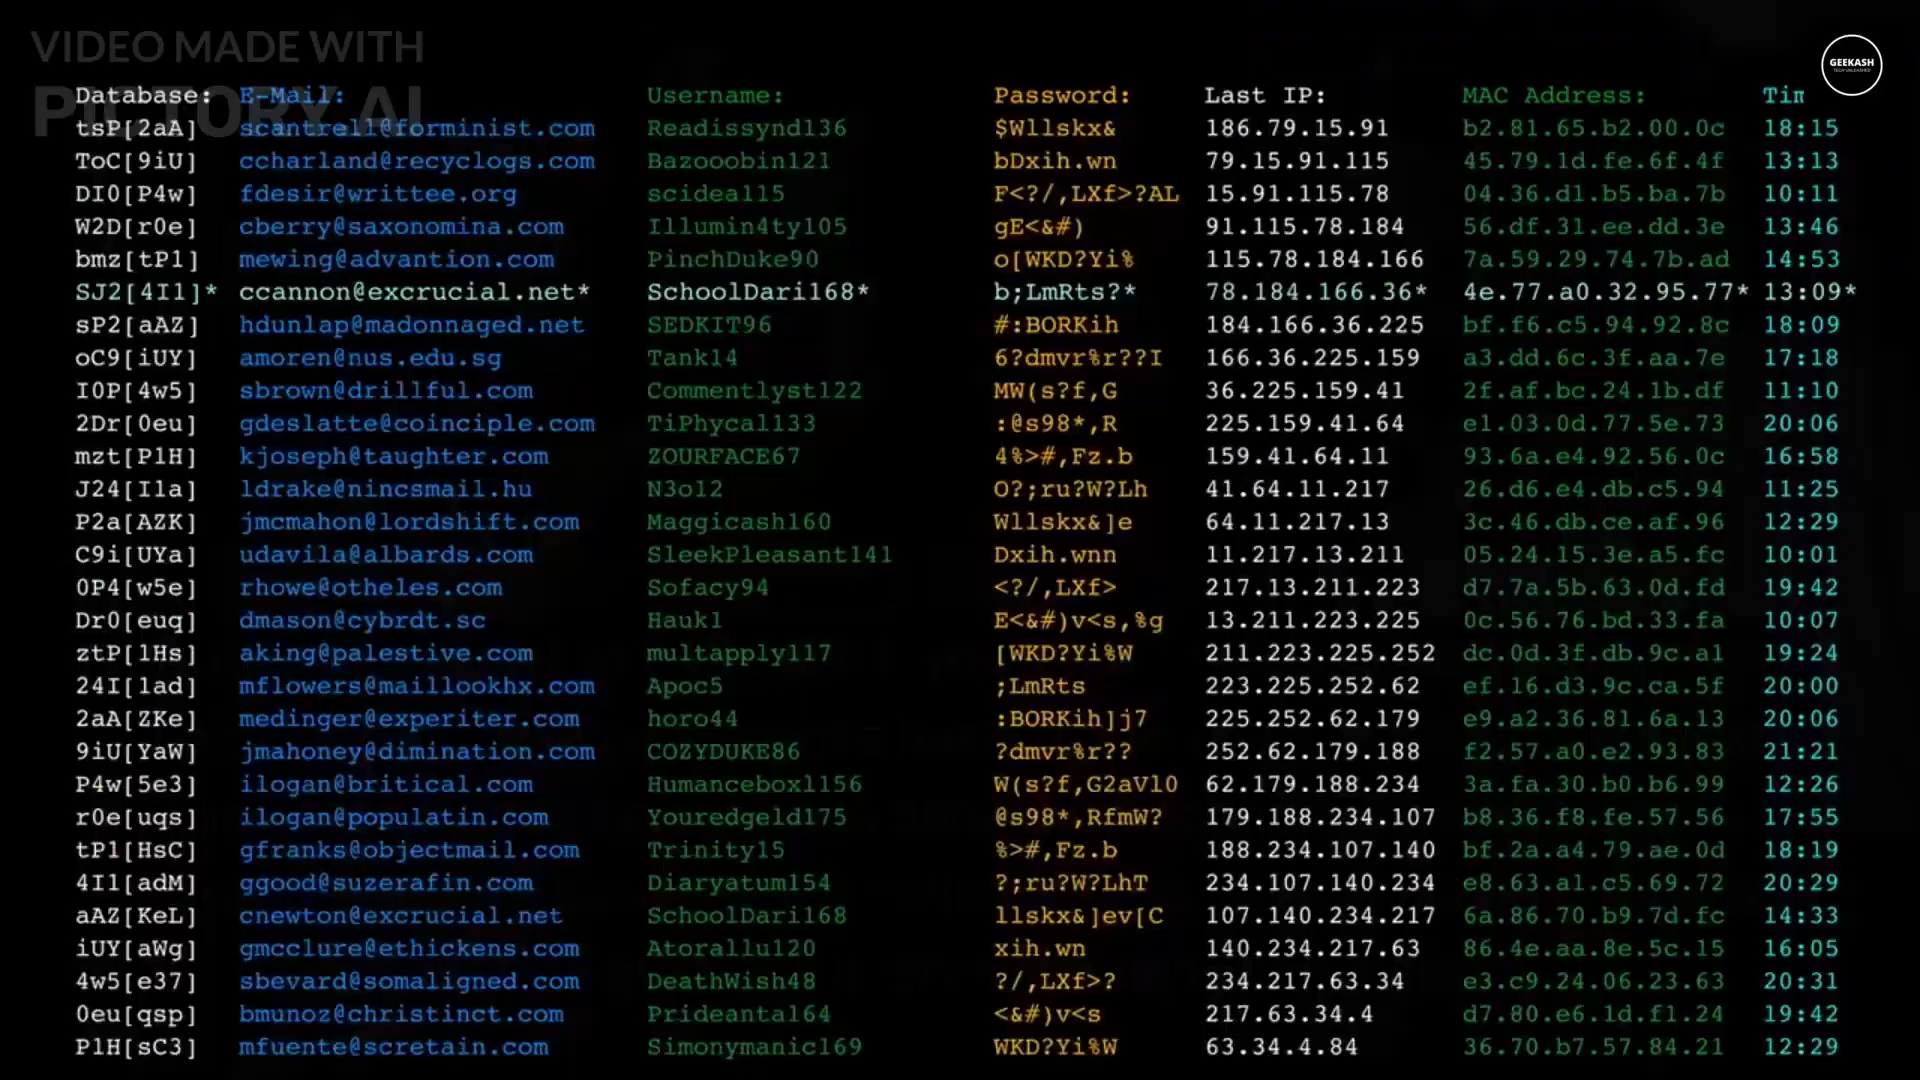 VIDEO MADE WITH
PICTORY.AI
GEEKASH
Database: E-Mail: Username: Password: Last IP: MAC Address: Tim
tsP[2aA] scantrell@forminist.com Readissynd136 $Wllskx& 186.79.15.91 b2.81.65.b2.00.0c 18:15
ToC[9iU] ccharland@recyclogs.com Bazooobin121 bDxih.wn 79.15.91.115 45.79.1d.fe.6f.4f 13:13
DI0[P4w] fdesir@writtee.org scidea115 F<?/,LXf>?AL 15.91.115.78 04.36.d1.b5.ba.7b 10:11
W2D[r0e] cberry@saxonomina.com Illumin4ty105 gE<&#) 91.115.78.184 56.df.31.ee.dd.3e 13:46
bmz[tP1] mewing@advantion.com PinchDuke90 o[WKD?Yi% 115.78.184.166 7a.59.29.74.7b.ad 14:53
SJ2[4I1]* ccannon@excrucial.net* SchoolDari168* b;LmRts?* 78.184.166.36* 4e.77.a0.32.95.77* 13:09*
sP2[aAZ] hdunlap@madonnaged.net SEDKIT96 #:BORKih 184.166.36.225 bf.f6.c5.94.92.8c 18:09
oC9[iUY] amoren@nus.edu.sg Tank14 6?dmvr%r??I 166.36.225.159 a3.dd.6c.3f.aa.7e 17:18
I0P[4w5] sbrown@drillful.com Commentlyst122 MW(s?f,G 36.225.159.41 2f.af.bc.24.1b.df 11:10
2Dr[0eu] gdeslatte@coinciple.com TiPhycal133 :@s98*,R 225.159.41.64 e1.03.0d.77.5e.73 20:06
mzt[P1H] kjoseph@taughter.com ZOURFACE67 4%>#,Fz.b 159.41.64.11 93.6a.e4.92.56.0c 16:58
J24[I1a] ldrake@nincsmail.hu N3o12 O?;ru?W?Lh 41.64.11.217 26.d6.e4.db.c5.94 11:25
P2a[AZK] jmcmahon@lordshift.com Maggicash160 Wllskx&]e 64.11.217.13 3c.46.db.ce.af.96 12:29
C9i[UYa] udavila@albards.com SleekPleasant141 Dxih.wnn 11.217.13.211 05.24.15.3e.a5.fc 10:01
0P4[w5e] rhowe@otheles.com Sofacy94 <?/,LXf> 217.13.211.223 d7.7a.5b.63.0d.fd 19:42
Dr0[euq] dmason@cybrdt.sc Hauk1 E<&#)v<s,%g 13.211.223.225 0c.56.76.bd.33.fa 10:07
ztP[1Hs] aking@palestive.com multapply117 [WKD?Yi%W 211.223.225.252 dc.0d.3f.db.9c.a1 19:24
24I[1ad] mflowers@maillookhx.com Apoc5 ;LmRts 223.225.252.62 ef.16.d3.9c.ca.5f 20:00
2aA[ZKe] medinger@experiter.com horo44 :BORKih]j7 225.252.62.179 e9.a2.36.81.6a.13 20:06
9iU[YaW] jmahoney@dimination.com COZYDUKE86 ?dmvr%r?? 252.62.179.188 f2.57.a0.e2.93.83 21:21
P4w[5e3] ilogan@britical.com Humancebox1156 W(s?f,G2aVl0 62.179.188.234 3a.fa.30.b0.b6.99 12:26
r0e[uqs] ilogan@populatin.com Youredgeld175 @s98*,RfmW? 179.188.234.107 b8.36.f8.fe.57.56 17:55
tP1[HsC] gfranks@objectmail.com Trinity15 %>#,Fz.b 188.234.107.140 bf.2a.a4.79.ae.0d 18:19
4I1[adM] ggood@suzerafin.com Diaryatum154 ?;ru?W?LhT 234.107.140.234 e8.63.a1.c5.69.72 20:29
aAZ[KeL] cnewton@excrucial.net SchoolDari168 llskx&]ev[C 107.140.234.217 6a.86.70.b9.7d.fc 14:33
iUY[aWg] gmcclure@ethickens.com Atorallu120 xih.wn 140.234.217.63 86.4e.aa.8e.5c.15 16:05
4w5[e37] sbevard@somaligned.com DeathWish48 ?/,LXf>? 234.217.63.34 e3.c9.24.06.23.63 20:31
0eu[qsp] bmunoz@christinct.com Prideanta164 <&#)v<s 217.63.34.4 d7.80.e6.1d.f1.24 19:42
P1H[sC3] mfuente@scretain.com Simonymanic169 WKD?Yi%W 63.34.4.84 36.70.b7.57.84.21 12:29